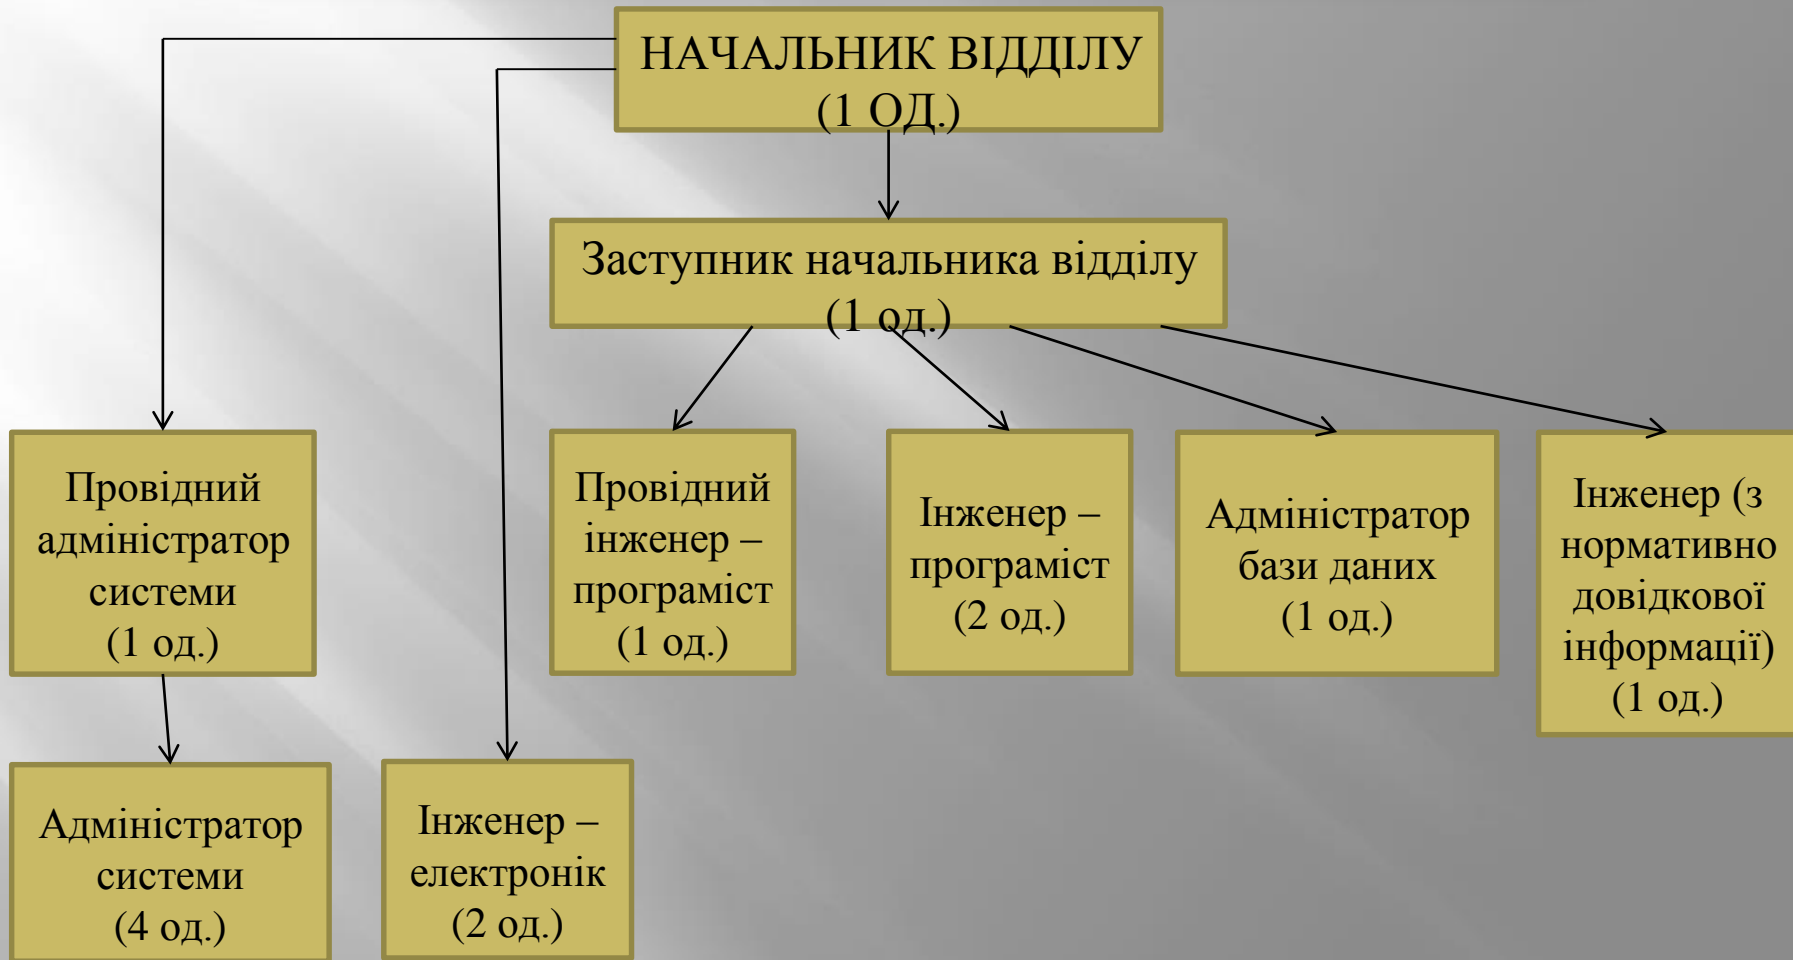 НАЧАЛЬНИК ВІДДІЛУ
(1 ОД.)
Заступник начальника відділу
(1 од.)
Провідний
адміністратор
системи
(1 од.)
Провідний
інженер –
програміст
(1 од.)
Інженер –
програміст
(2 од.)
Адміністратор
бази даних
(1 од.)
Інженер (з
нормативно
довідкової
інформації)
(1 од.)
Адміністратор
системи
(4 од.)
Інженер –
електронік
(2 од.)